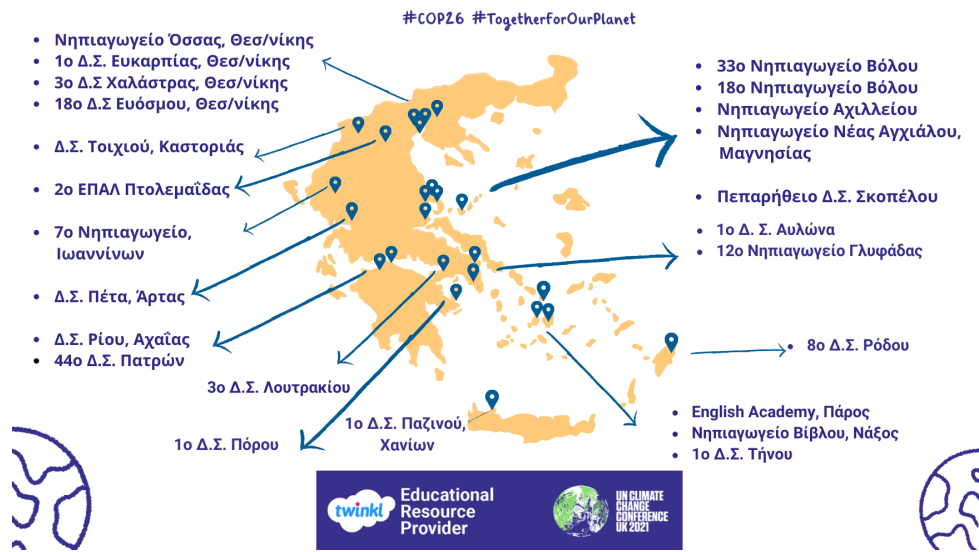 #COP26 #TogetherforOurPlanet
Νηπιαγωγείο Όσσας, Θεσ/νίκης
1ο Δ.Σ. Ευκαρπίας, Θεσ/νίκης
3ο Δ.Σ Χαλάστρας, Θεσ/νίκης
18ο Δ.Σ Ευόσμου, Θεσ/νίκης
Δ.Σ. Τοιχιού, Καστοριάς
2ο ΕΠΑΛ Πτολεμαΐδας
7ο Νηπιαγωγείο,
Ιωαννίνων
Δ.Σ. Πέτα, Άρτας
Δ.Σ. Ρίου, Αχαΐας
44ο Δ.Σ. Πατρών
3ο Δ.Σ. Λουτρακίου
1ο Δ.Σ. Πόρου
1ο Δ.Σ. Παζινού,
Χανίων
33ο Νηπιαγωγείο Βόλου
18ο Νηπιαγωγείο Βόλου
Νηπιαγωγείο Αχιλλείου
Νηπιαγωγείο Νέας Αγχιάλου,
Μαγνησίας
Πεπαρήθειο Δ.Σ. Σκοπέλου
1ο Δ. Σ. Αυλώνα
12ο Νηπιαγωγείο Γλυφάδας
8ο Δ.Σ. Ρόδου
English Academy, Πάρος
Νηπιαγωγείο Βίβλου, Νάξος
1ο Δ.Σ. Τήνου
twinkl
Educational
Resource
Provider
UN CLIMATE
CHANGE
CONFERENCE
UK 2021